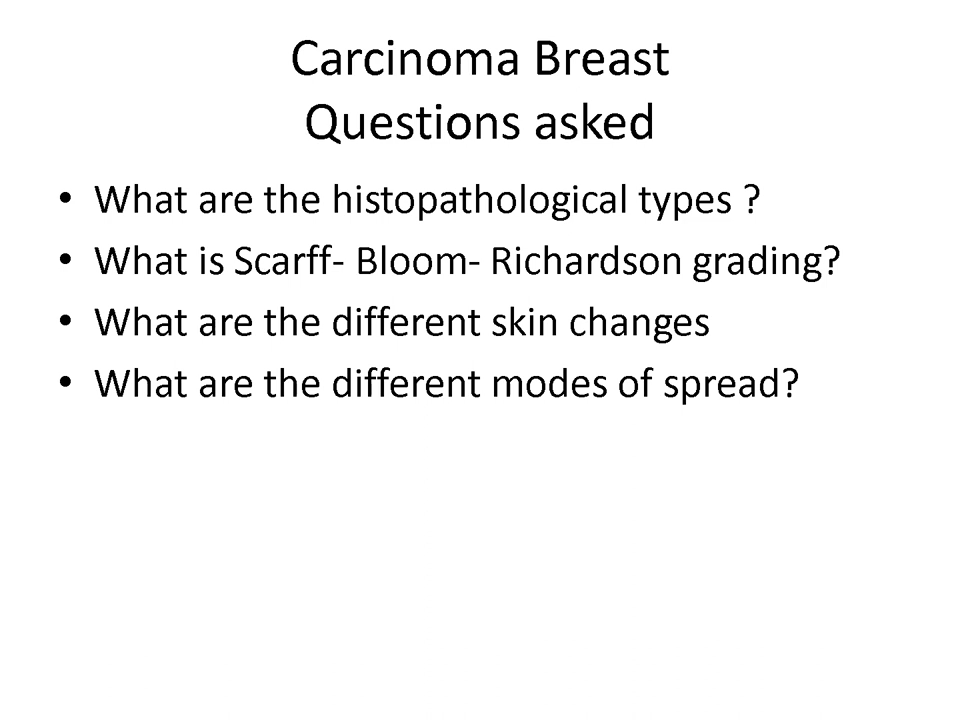 Carcinoma Breast
Questions asked
• What are the histopathological types ?
• What is Scarff- Bloom- Richardson grading?
• What are the different skin changes
• What are the different modes of spread?